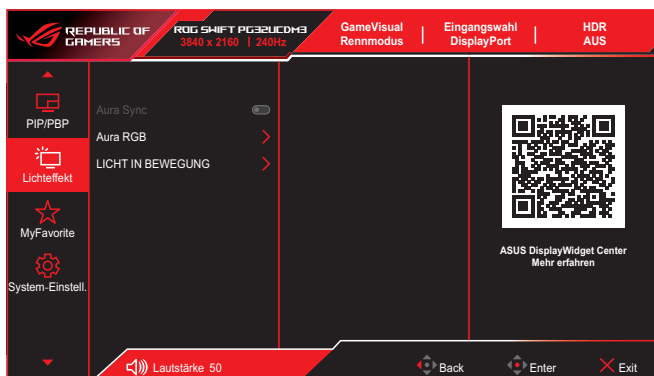 REPUBLIC OF
GAMERS
ROG SWIFT PG32UCDM3
3840 x 2160 | 240Hz
GameVisual
Rennmodus
Eingangswahl
DisplayPort
HDR
AUS
PIP/PBP
Lichteffekt
MyFavorite
System-Einstell.
Aura Sync
Aura RGB
LICHT IN BEWEGUNG
ASUS DisplayWidget Center
Mehr erfahren
Lautstärke 50
Back
Enter
Exit